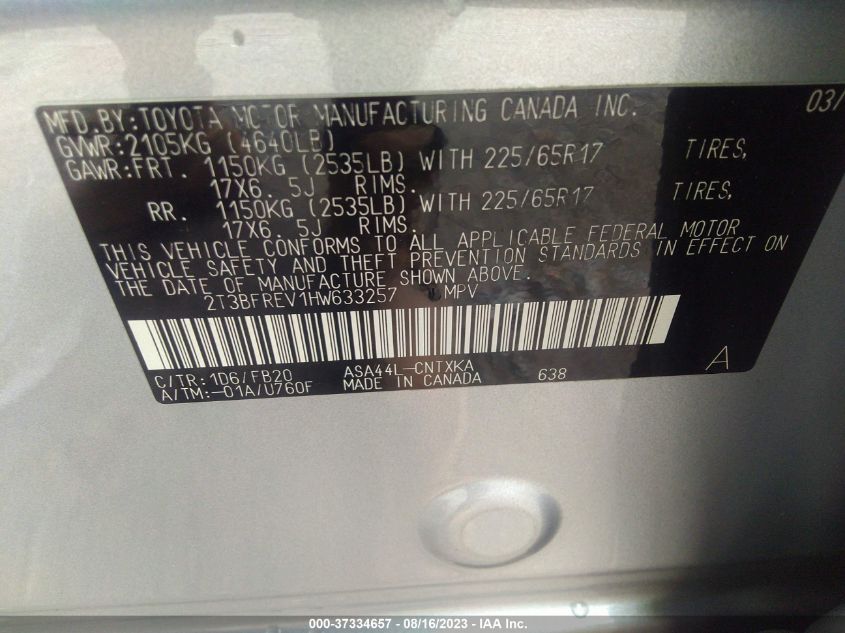 MFD.BY:TOYOTA MOTOR MANUFACTURING CANADA INC. 03/
GVWR:2105KG (4640LB)
GAWR:FRT. 1150KG (2535LB) WITH 225/65R17 TIRES,
17X6. 5J RIMS.
RR. 1150KG (2535LB) WITH 225/65R17 TIRES,
17X6. 5J RIMS.
THIS VEHICLE CONFORMS TO ALL APPLICABLE FEDERAL MOTOR
VEHICLE SAFETY AND THEFT PREVENTION STANDARDS IN EFFECT ON
THE DATE OF MANUFACTURE SHOWN ABOVE.
2T3BFREV1HW633257 MPV
C/TR:1D6/FB20 ASA44L-CNTXKA 638 A
A/TM:-01A/U760F MADE IN CANADA
000-37334657 - 08/16/2023 - IAA Inc.